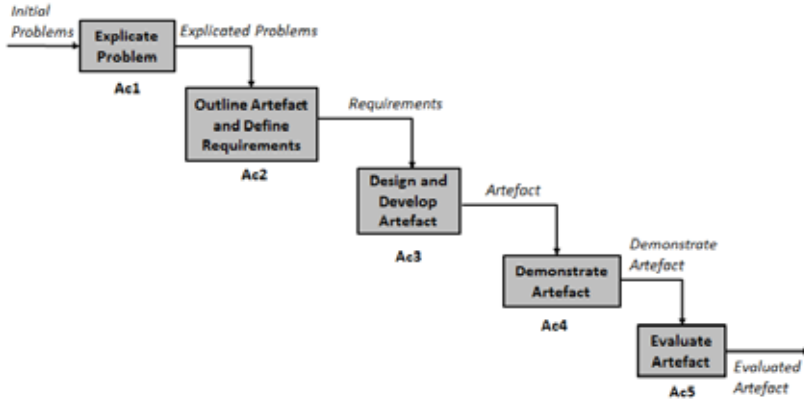 Initial
Problems
Explicate
Problem
Explicated Problems
Ac1
Outline Artefact
and Define
Requirements
Requirements
Ac2
Design and
Develop
Artefact
Artefact
Ac3
Demonstrate
Artefact
Demonstrate
Artefact
Ac4
Evaluate
Artefact
Evaluated
Artefact
Ac5